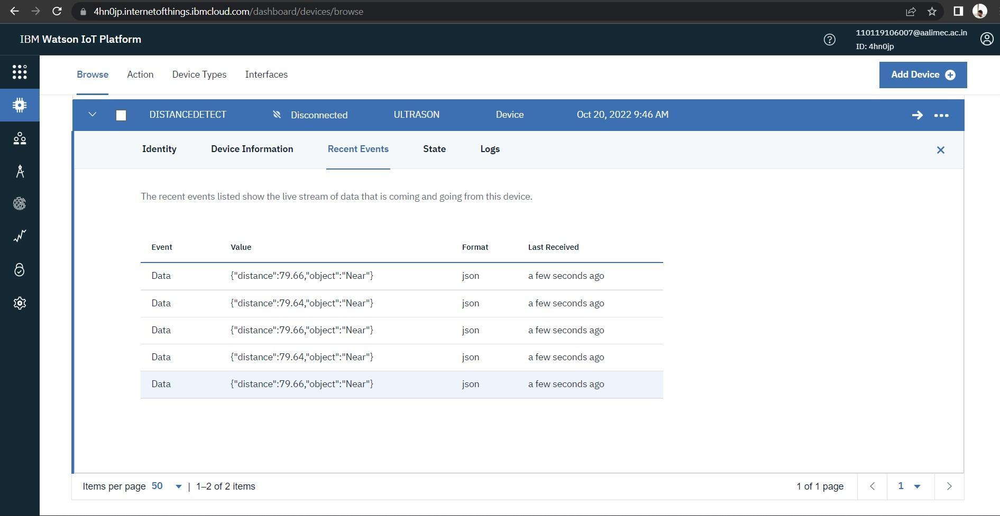 4hn0jp.internetofthings.ibmcloud.com/dashboard/devices/browse
IBM Watson IoT Platform
110119106007@aalimec.ac.in
ID: 4hn0jp
Browse Action Device Types Interfaces Add Device
DISTANCEDETECT Disconnected ULTRASON Device Oct 20, 2022 9:46 AM
Identity Device Information Recent Events State Logs
The recent events listed show the live stream of data that is coming and going from this device.
Event Value Format Last Received
Data {"distance":79.66,"object":"Near"} json a few seconds ago
Data {"distance":79.64,"object":"Near"} json a few seconds ago
Data {"distance":79.66,"object":"Near"} json a few seconds ago
Data {"distance":79.64,"object":"Near"} json a few seconds ago
Data {"distance":79.66,"object":"Near"} json a few seconds ago
Items per page 50 | 1–2 of 2 items 1 of 1 page 1